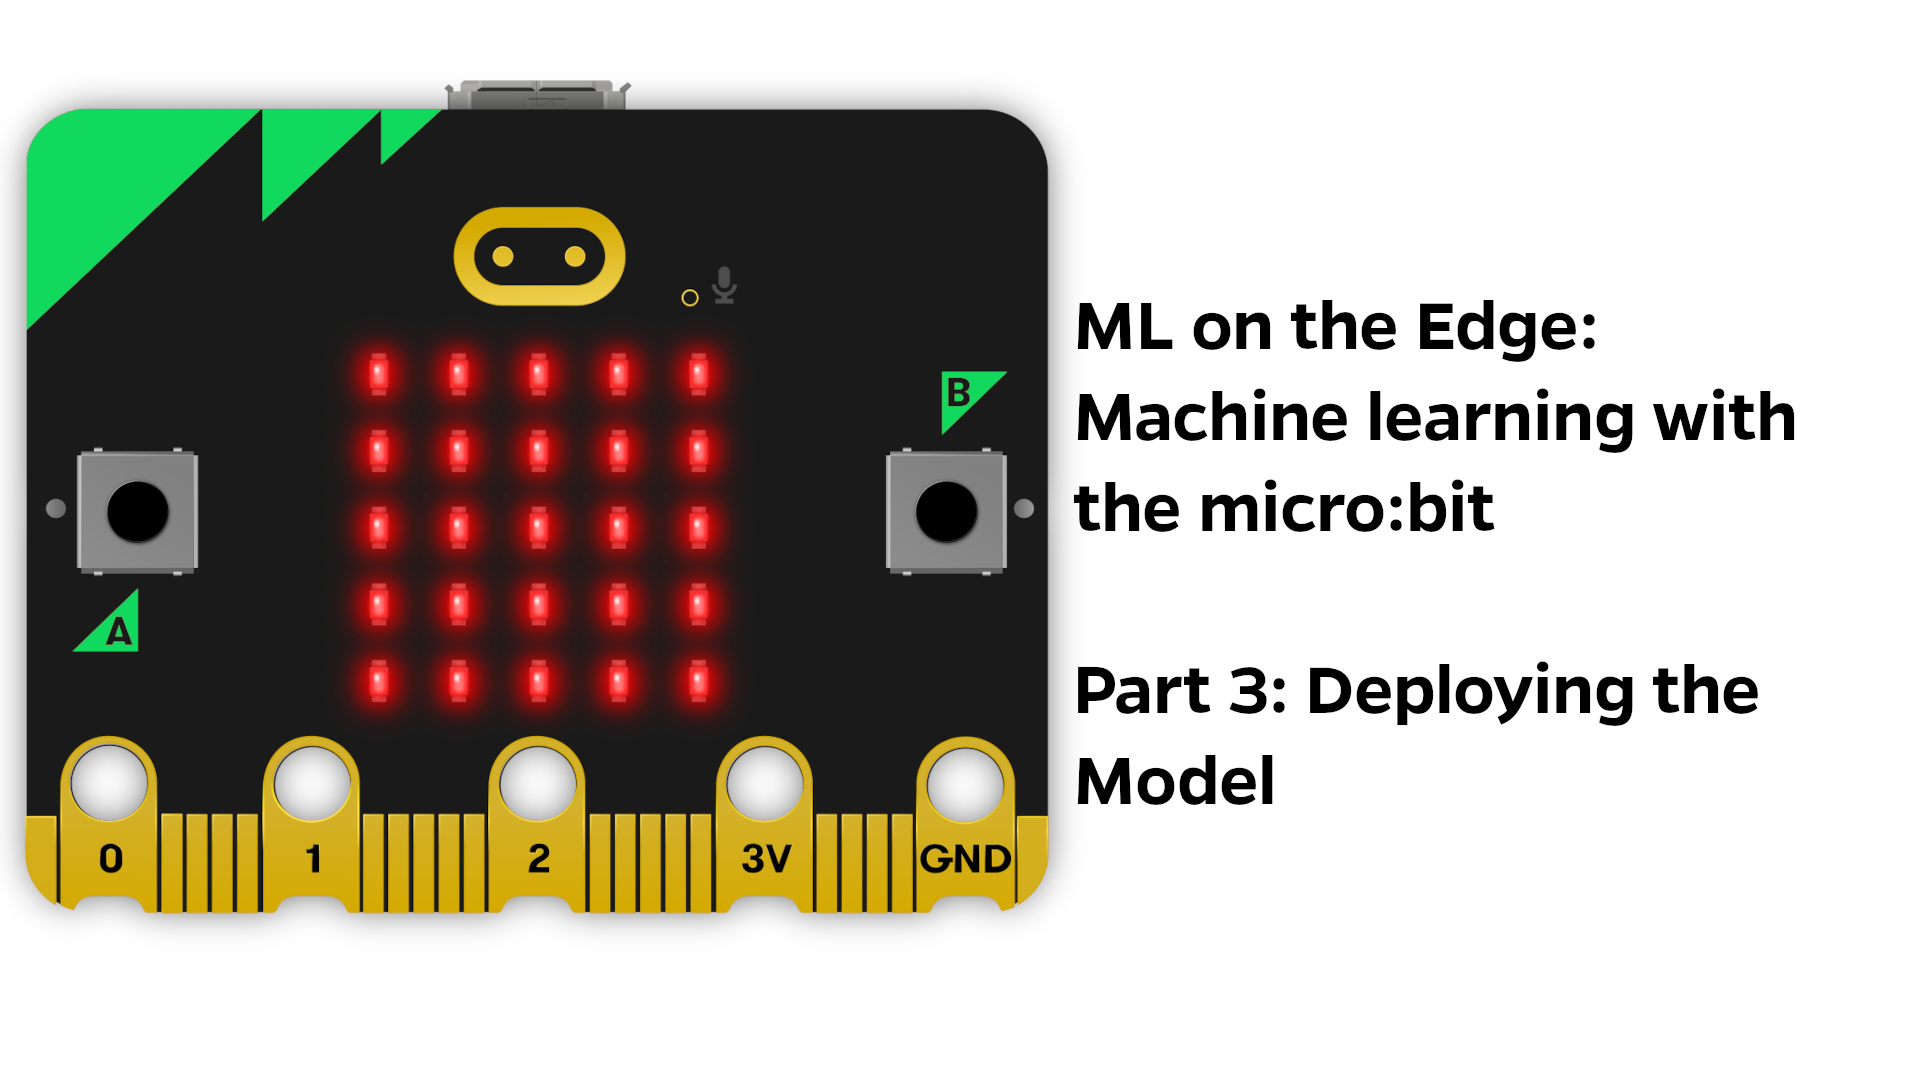 B
A
0 1 2 3V GND
ML on the Edge:
Machine learning with
the micro:bit
Part 3: Deploying the
Model